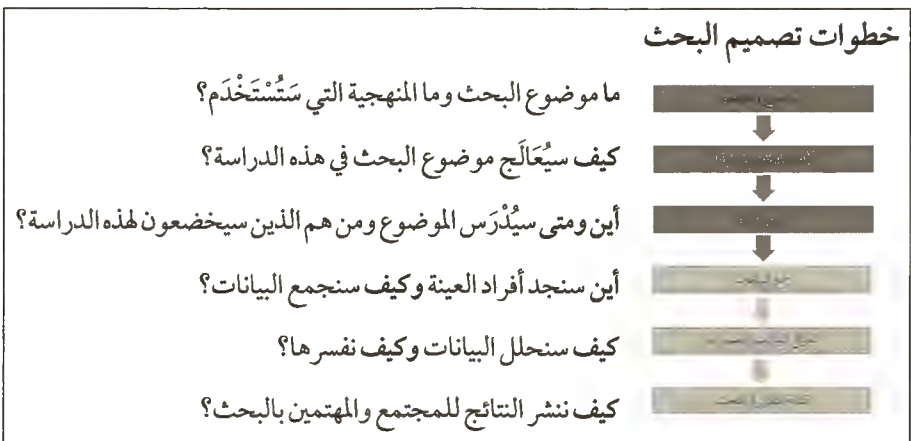 خطوات تصميم البحث
ما موضوع البحث وما المنهجية التي سَتُسْتَخْدَم؟
كيف سيُعَالَج موضوع البحث في هذه الدراسة؟
أين ومتى سيُدْرَس الموضوع ومن هم الذين سيخضعون لهذه الدراسة؟
أين سنجد أفراد العينة وكيف سنجمع البيانات؟
كيف سنحلل البيانات وكيف نفسرها؟
كيف ننشر النتائج للمجتمع والمهتمين بالبحث؟